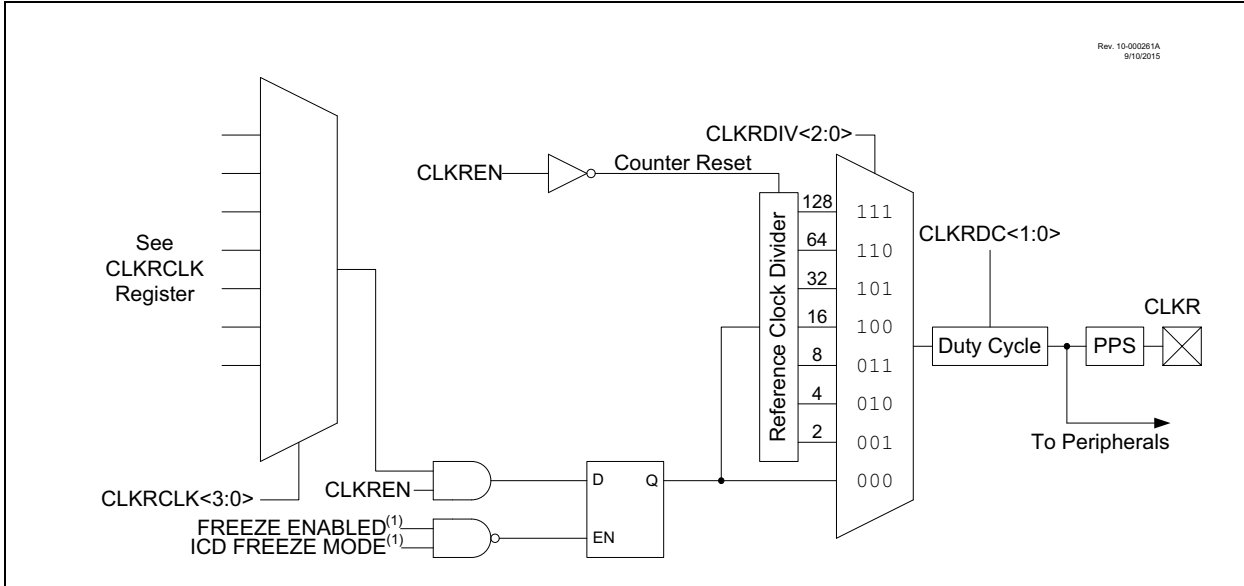 Rev. 10-000261A
9/10/2015
CLKRDIV<2:0>
Counter Reset
CLKREN
128
111
64
110
CLKRDC<1:0>
See
CLKRCLK
Register
32
101
Reference Clock Divider
16
100
CLKR
Duty Cycle
PPS
8
011
4
010
2
001
To Peripherals
000
D
Q
CLKREN
CLKRCLK<3:0>
FREEZE ENABLED(1)
ICD FREEZE MODE(1)
EN